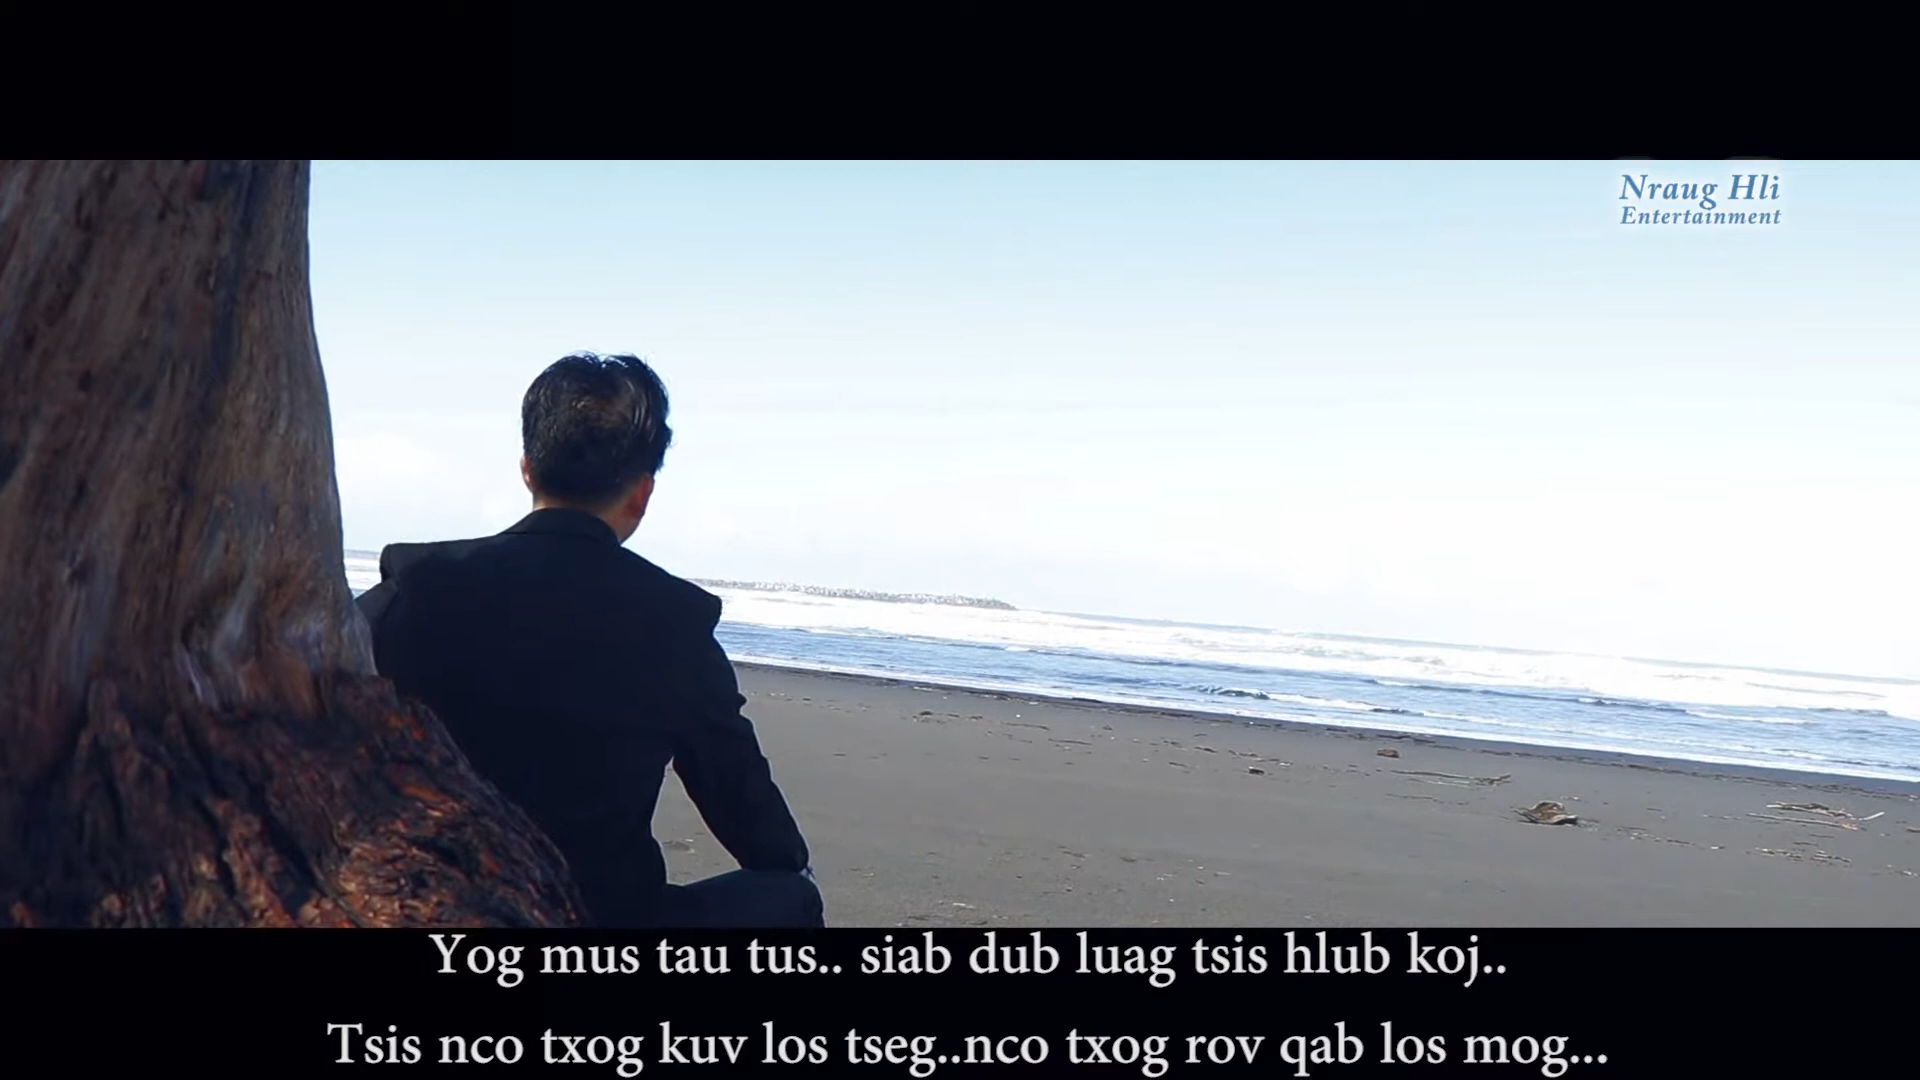 Nraug Hli
Entertainment
Yog mus tau tus.. siab dub luag tsis hlub koj..
Tsis nco txog kuv los tseg..nco txog rov qab los mog...